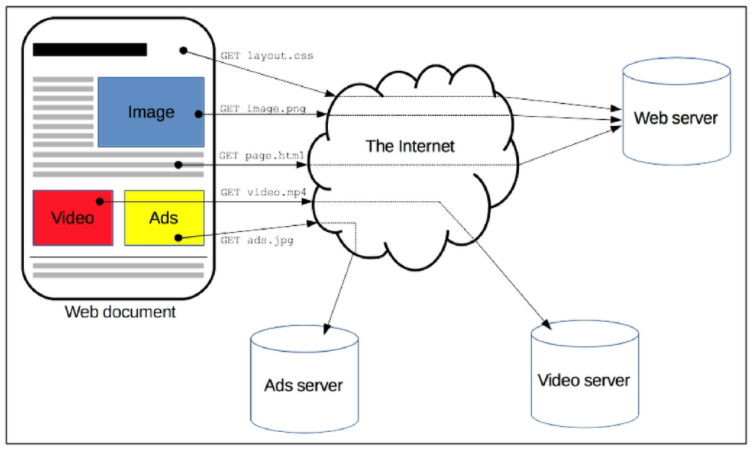 GET layout.css
Image
GET image.png
The Internet
Web server
GET page.html
GET video.mp4
Video
Ads
GET ads.jpg
Web document
Ads server
Video server